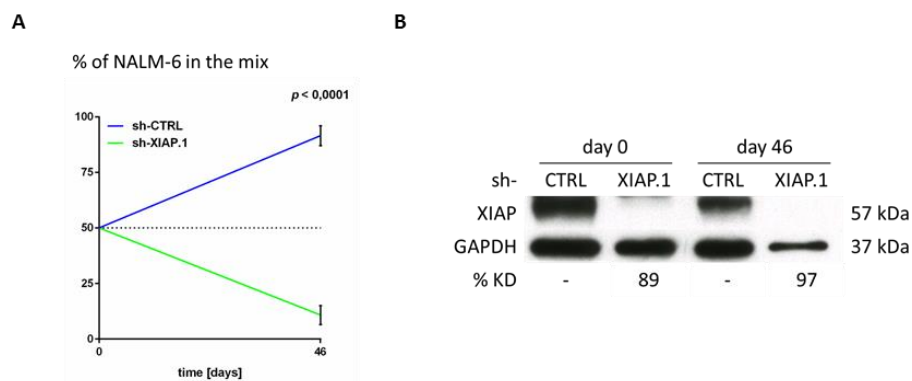 A
% of NALM-6 in the mix
p < 0,0001
100
75
50
25
0
sh-CTRL
sh-XIAP.1
0
46
time [days]
B
day 0
day 46
sh-
CTRL
XIAP.1
CTRL
XIAP.1
XIAP
57 kDa
GAPDH
37 kDa
% KD
-
89
-
97